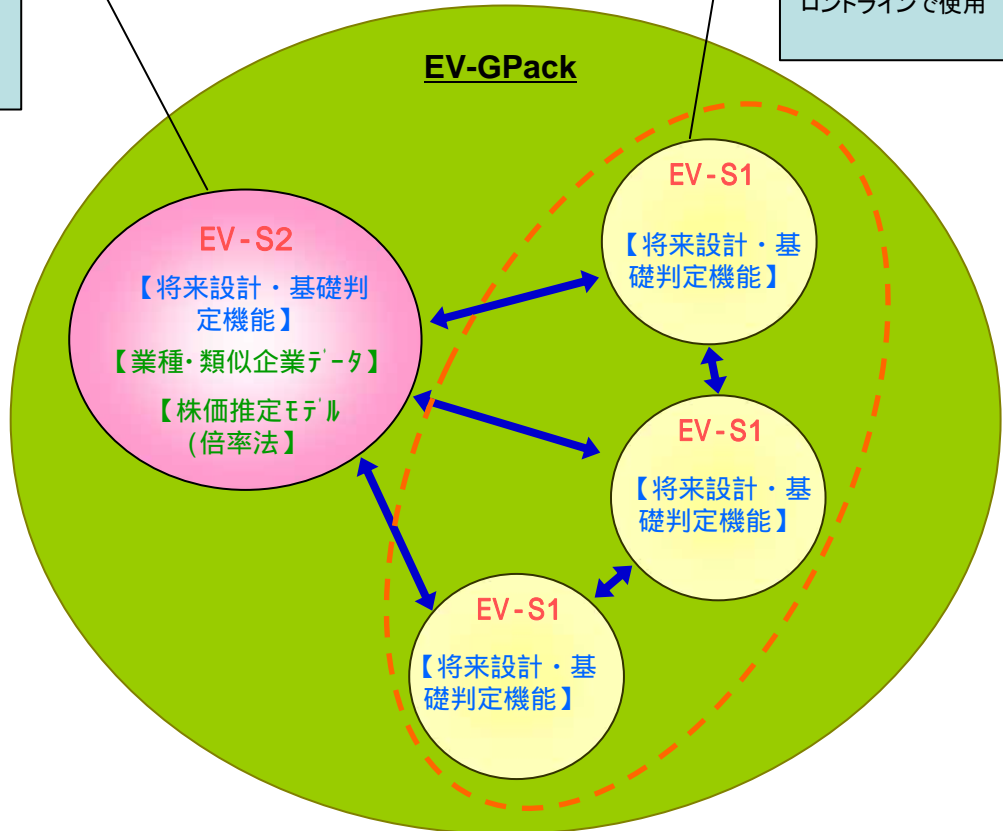 ロントラインで使用
EV-GPack
EV-S1
【将来設計・基
礎判定機能】
EV-S2
【将来設計・基礎判
定機能】
【業種・類似企業ﾃﾞｰﾀ】
【株価推定ﾓﾃﾞﾙ
(倍率法】
EV-S1
【将来設計・基
礎判定機能】
EV-S1
【将来設計・基
礎判定機能】